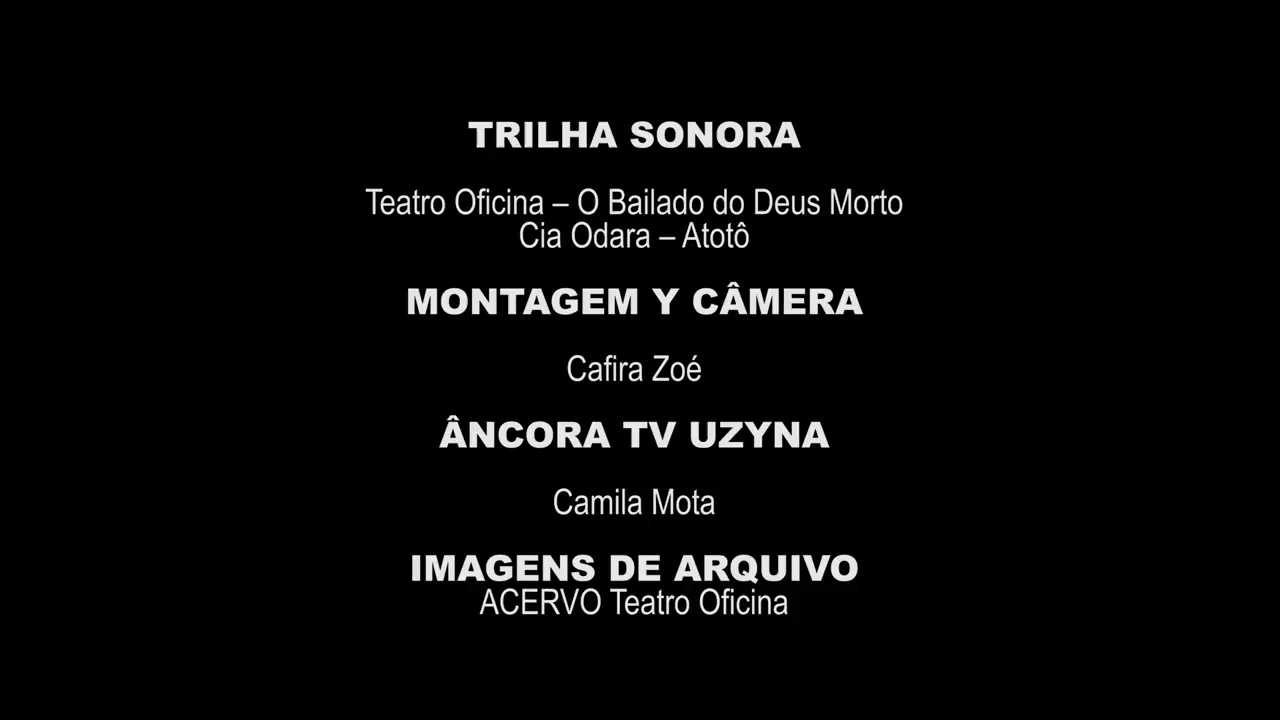 TRILHA SONORA
Teatro Oficina – O Bailado do Deus Morto
Cia Odara – Atotô
MONTAGEM Y CÂMERA
Cafira Zoé
ÂNCORA TV UZYNA
Camila Mota
IMAGENS DE ARQUIVO
ACERVO Teatro Oficina